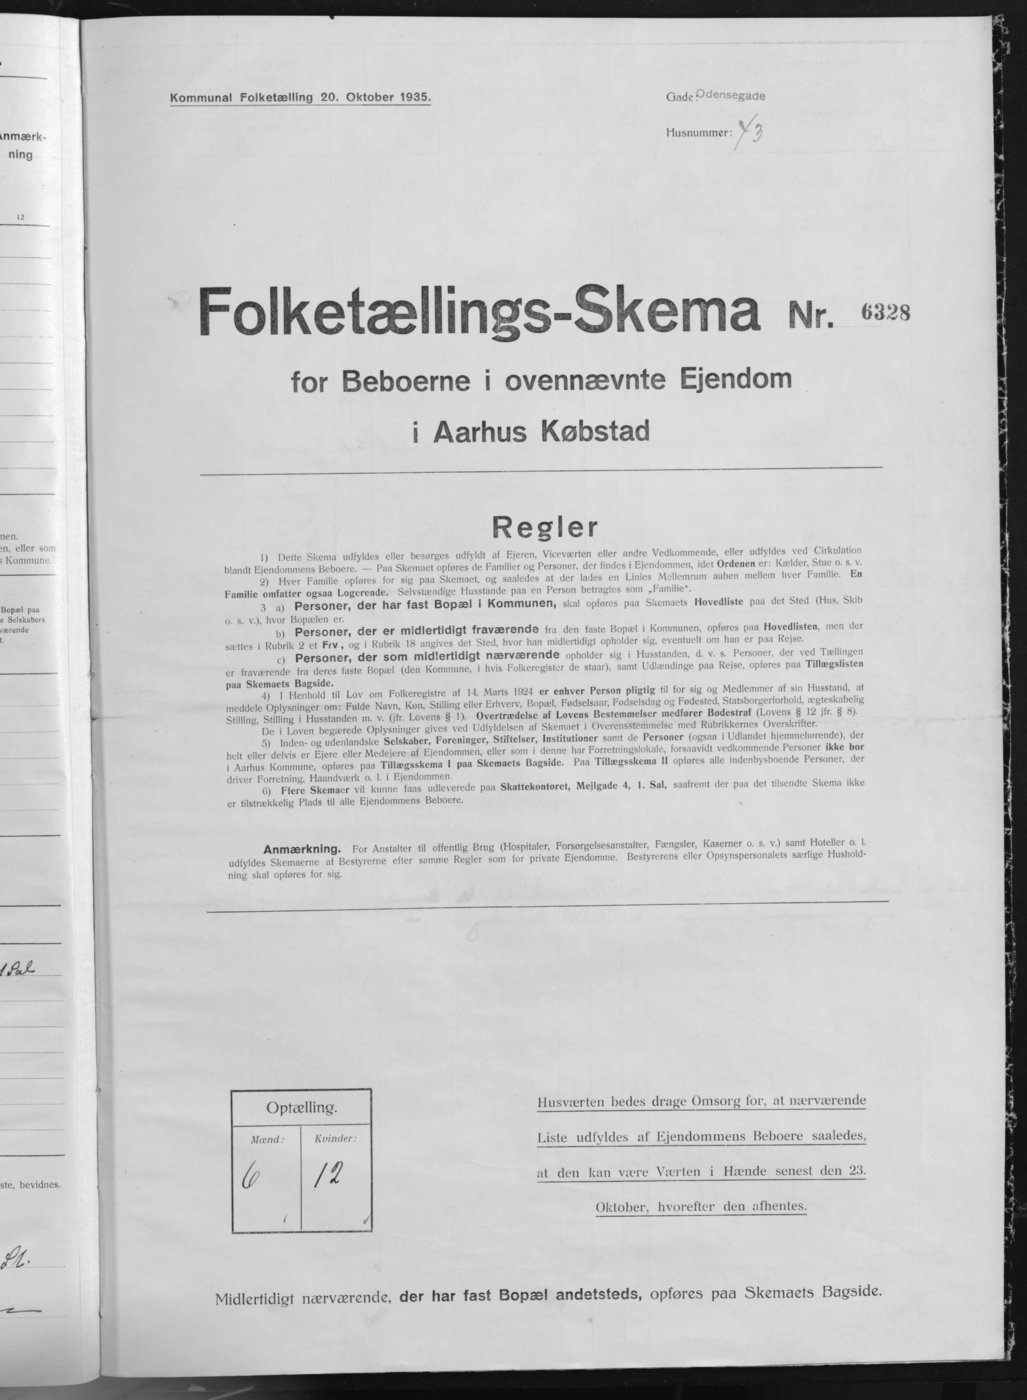 Anmærk-
ning
12
nen.
en, eller som
s Kommune.
Bopæl paa
e Selskabers
værende
t.
1 Sal
ste, bevidnes.
St.
Kommunal Folketælling 20. Oktober 1935.
Gade: Odensegade
Husnummer: 43
Folketællings-Skema Nr. 6328
for Beboerne i ovennævnte Ejendom
i Aarhus Købstad
Regler
1) Dette Skema udfyldes eller besørges udfyldt af Ejeren, Viceværten eller andre Vedkommende, eller udfyldes ved Cirkulation
blandt Ejendommens Beboere. — Paa Skemaet opføres de Familier og Personer, der findes i Ejendommen, idet Ordenen er: Kælder, Stue o. s. v.
2) Hver Familie opføres for sig paa Skemaet, og saaledes at der lades en Linies Mellemrum aaben mellem hver Familie. En
Familie omfatter ogsaa Logerende. Selvstændige Husstande paa en Person betragtes som „Familie“.
3 a) Personer, der har fast Bopæl i Kommunen, skal opføres paa Skemaets Hovedliste paa det Sted (Hus, Skib
o. s. v.), hvor Bopælen er.
b) Personer, der er midlertidigt fraværende fra den faste Bopæl i Kommunen, opføres paa Hovedlisten, men der
sættes i Rubrik 2 et Frv., og i Rubrik 18 angives det Sted, hvor han midlertidigt opholder sig, eventuelt om han er paa Rejse.
c) Personer, der som midlertidigt nærværende opholder sig i Husstanden, d. v. s. Personer, der ved Tællingen
er fraværende fra deres faste Bopæl (den Kommune, i hvis Folkeregister de staar), samt Udlændinge paa Rejse, opføres paa Tillægslisten
paa Skemaets Bagside.
4) I Henhold til Lov om Folkeregistre af 14. Marts 1924 er enhver Person pligtig til for sig og Medlemmer af sin Husstand, at
meddele Oplysninger om: Fulde Navn, Køn, Stilling eller Erhverv, Bopæl, Fødselsaar, Fødselsdag og Fødested, Statsborgerforhold, ægteskabelig
Stilling, Stilling i Husstanden m. v. (jfr. Lovens § 1). Overtrædelse af Lovens Bestemmelser medfører Bødestraf (Lovens § 12 jfr. § 8).
De i Loven begærede Oplysninger gives ved Udfyldelsen af Skemaet i Overensstemmelse med Rubrikkernes Overskrifter.
5) Inden- og udenlandske Selskaber, Foreninger, Stiftelser, Institutioner samt de Personer (ogsaa i Udlandet hjemmehørende), der
helt eller delvis er Ejere eller Medejere af Ejendommen, eller som i denne har Forretningslokale, forsaavidt vedkommende Personer ikke bor
i Aarhus Kommune, opføres paa Tillægsskema I paa Skemaets Bagside. Paa Tillægsskema II opføres alle indenbysboende Personer, der
driver Forretning, Haandværk o. l. i Ejendommen.
6) Flere Skemaer vil kunne faas udleverede paa Skattekontoret, Mejlgade 4, 1. Sal, saafremt der paa det tilsendte Skema ikke
er tilstrækkelig Plads til alle Ejendommens Beboere.
Anmærkning. For Anstalter til offentlig Brug (Hospitaler, Forsørgelsesanstalter, Fængsler, Kaserner o. s. v.) samt Hoteller o. l.
udfyldes Skemaerne af Bestyrerne efter samme Regler som for private Ejendomme. Bestyrerens eller Opsynspersonalets særlige Hushold-
ning skal opføres for sig.
Optælling.
Mænd: Kvinder:
6 12
Husværten bedes drage Omsorg for, at nærværende
Liste udfyldes af Ejendommens Beboere saaledes,
at den kan være Værten i Hænde senest den 23.
Oktober, hvorefter den afhentes.
Midlertidigt nærværende, der har fast Bopæl andetsteds, opføres paa Skemaets Bagside.